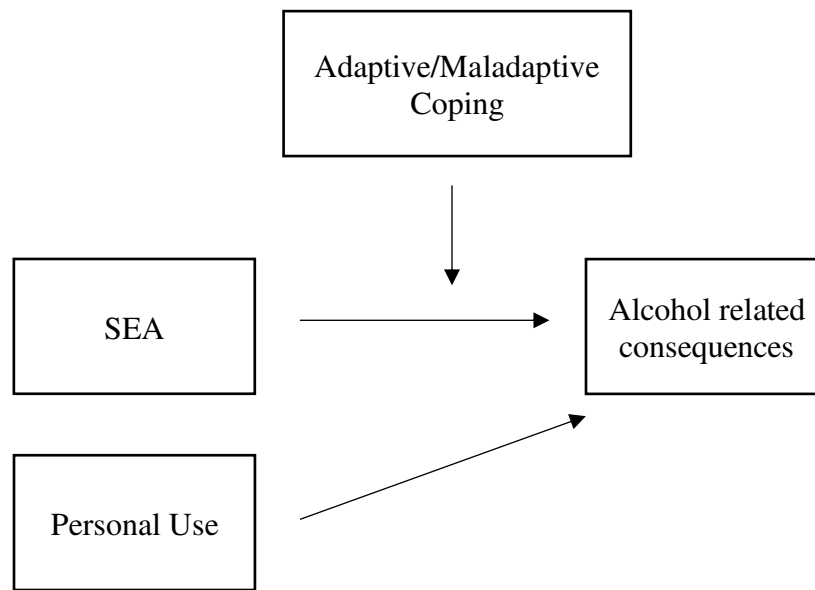 Adaptive/Maladaptive
Coping
SEA
Alcohol related
consequences
Personal Use